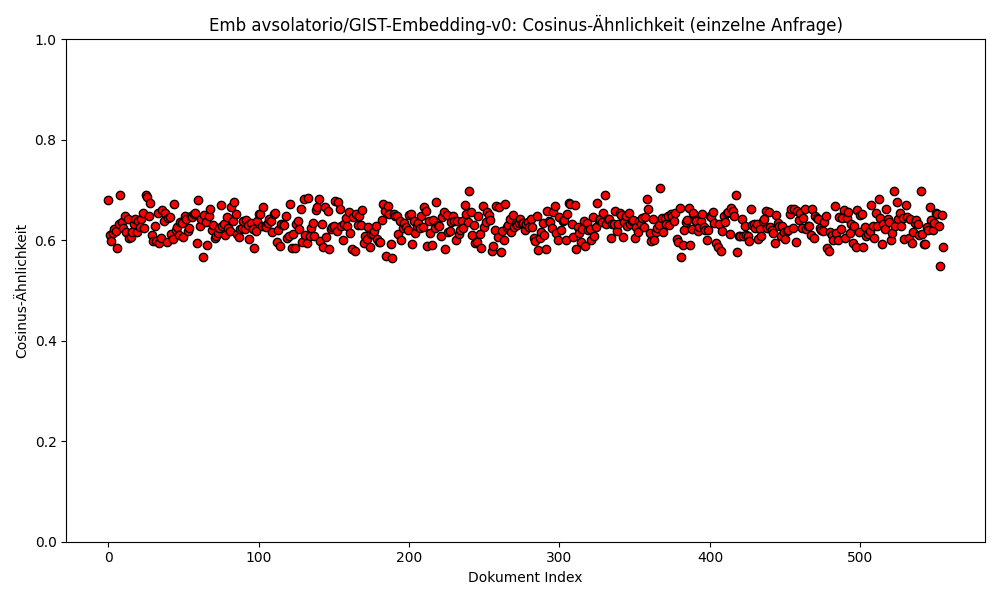 Emb avsolatorio/GIST-Embedding-v0: Cosinus-Ähnlichkeit (einzelne Anfrage)
1.0
0.8
0.6
0.4
0.2
0.0
Cosinus-Ähnlichkeit
0 100 200 300 400 500
Dokument Index